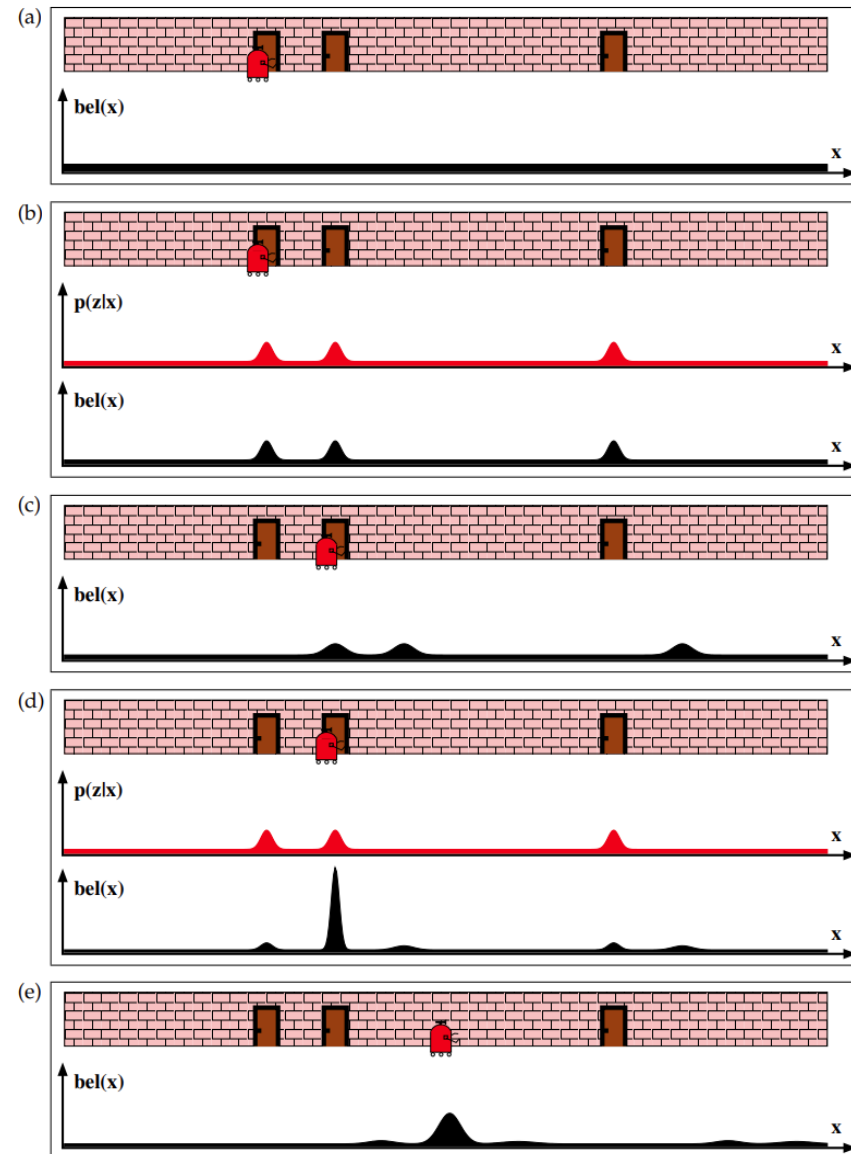 (a)
bel(x)
x
(b)
p(z|x)
x
bel(x)
x
(c)
bel(x)
x
(d)
p(z|x)
x
bel(x)
x
(e)
bel(x)
x